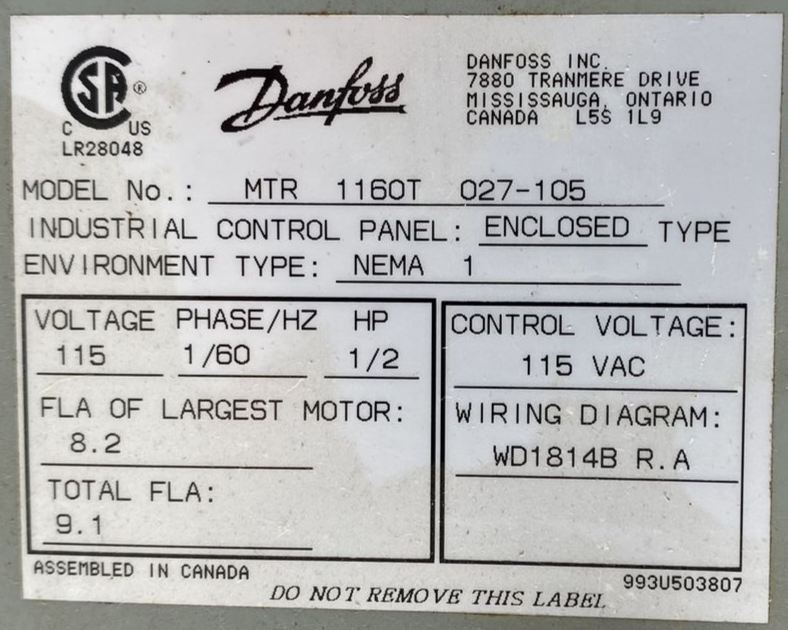 CSA®
C US
LR28048
Danfoss
DANFOSS INC.
7880 TRANMERE DRIVE
MISSISSAUGA, ONTARIO
CANADA L5S 1L9
MODEL No.: MTR 1160T 027-105
INDUSTRIAL CONTROL PANEL: ENCLOSED TYPE
ENVIRONMENT TYPE: NEMA 1
VOLTAGE PHASE/HZ HP
115 1/60 1/2
FLA OF LARGEST MOTOR:
8.2
TOTAL FLA:
9.1
CONTROL VOLTAGE:
115 VAC
WIRING DIAGRAM:
WD1814B R.A
ASSEMBLED IN CANADA
993U503807
DO NOT REMOVE THIS LABEL